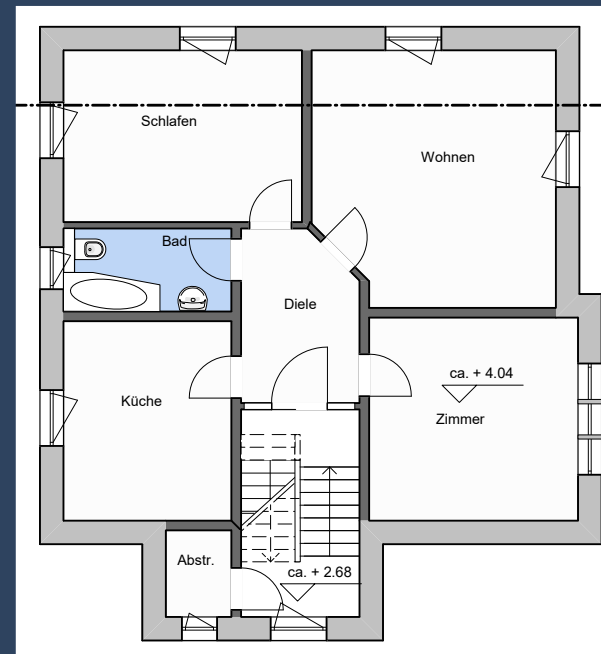 Schlafen
Wohnen
Bad
Diele
ca. + 4.04
Küche
Zimmer
Abstr.
ca. + 2.68